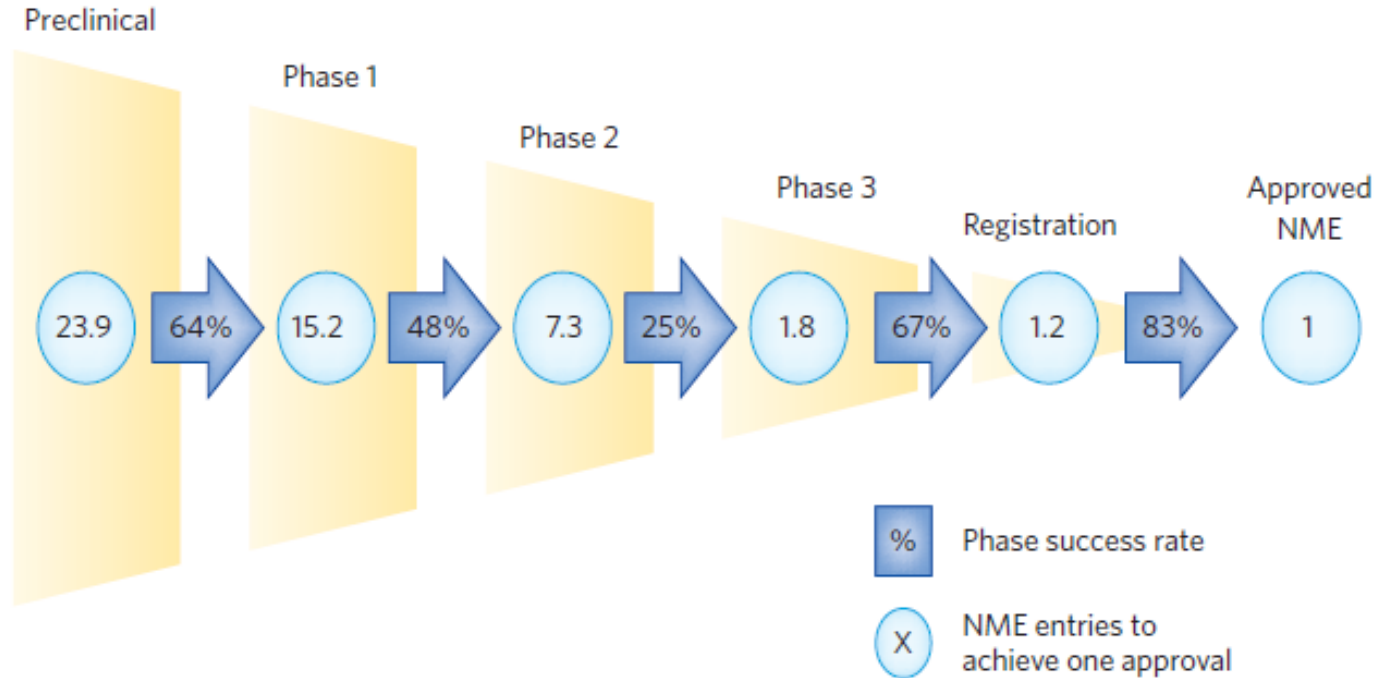 Preclinical
Phase 1
Phase 2
Phase 3
Registration
Approved
NME
23.9
64%
15.2
48%
7.3
25%
1.8
67%
1.2
83%
1
%
Phase success rate
X
NME entries to
achieve one approval